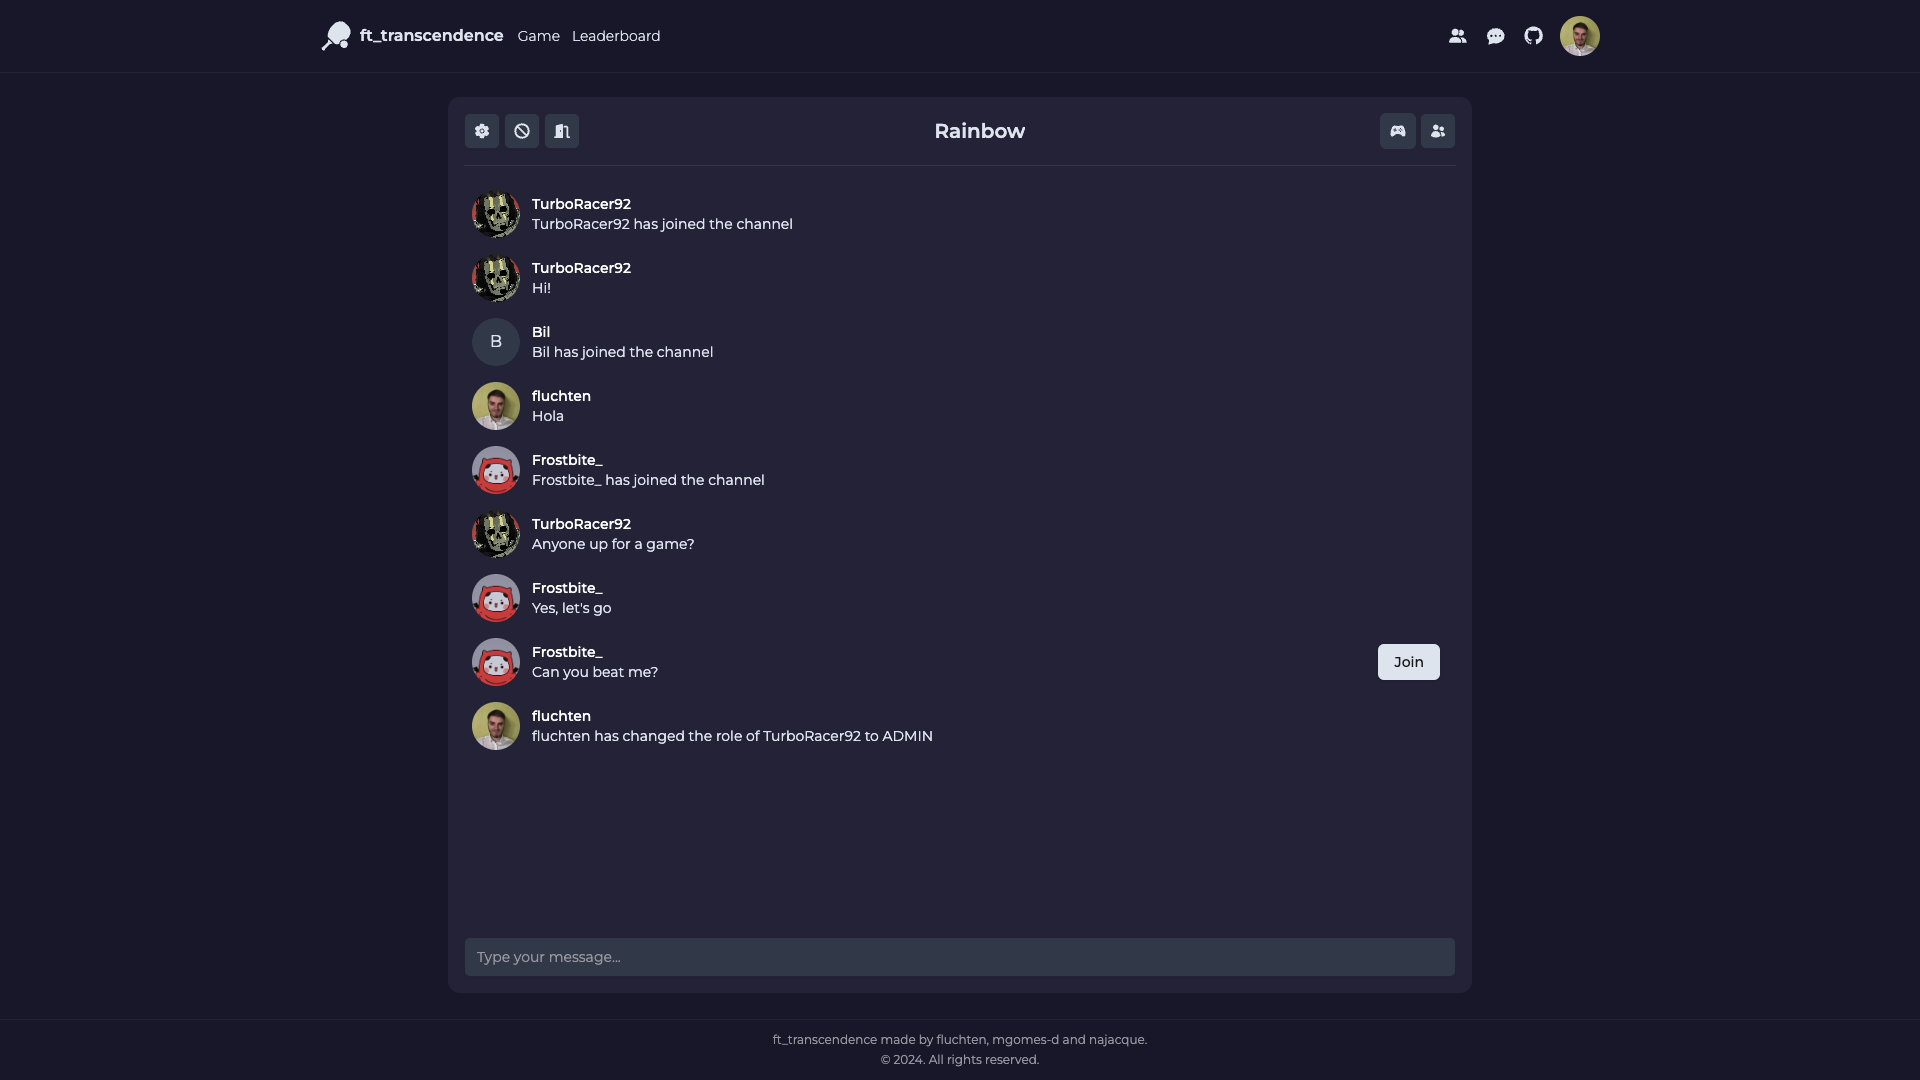 ft_transcendence Game Leaderboard
Rainbow
TurboRacer92
TurboRacer92 has joined the channel
TurboRacer92
Hi!
B
Bil
Bil has joined the channel
fluchten
Hola
Frostbite_
Frostbite_ has joined the channel
TurboRacer92
Anyone up for a game?
Frostbite_
Yes, let's go
Frostbite_
Can you beat me?
Join
fluchten
fluchten has changed the role of TurboRacer92 to ADMIN
Type your message...
ft_transcendence made by fluchten, mgomes-d and najacque.
© 2024. All rights reserved.